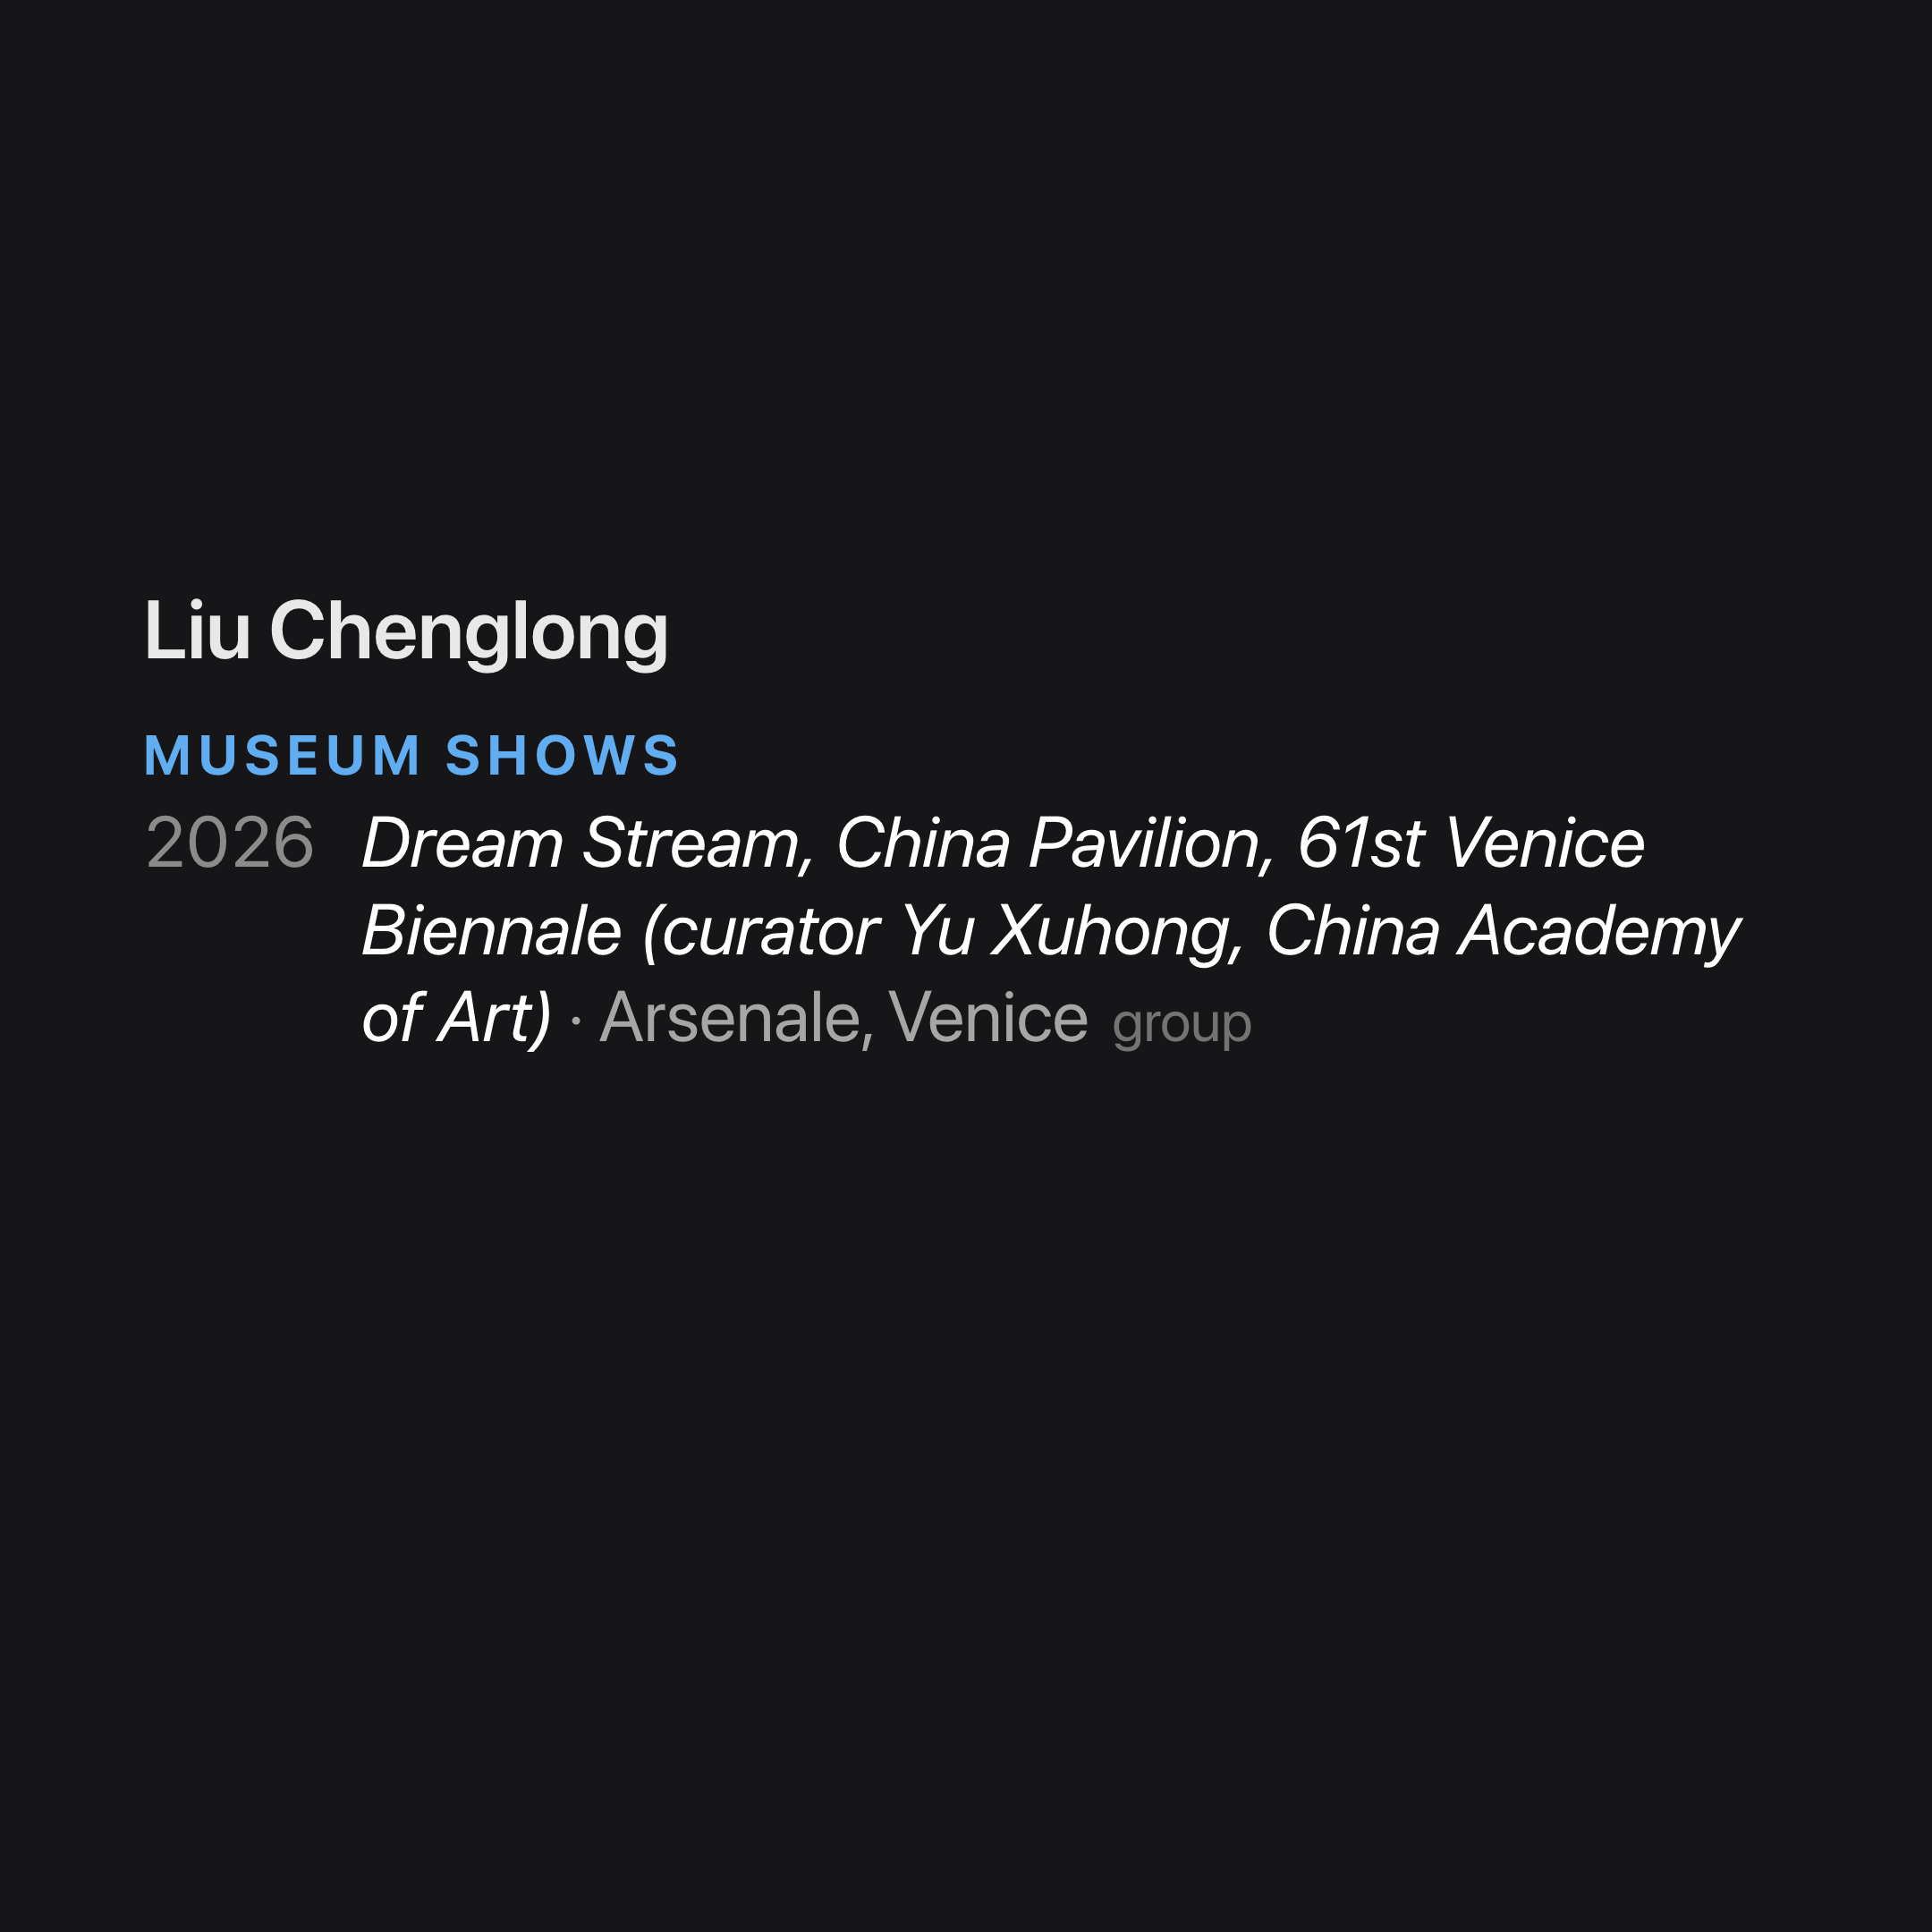 Liu Chenglong
MUSEUM SHOWS
2026 Dream Stream, China Pavilion, 61st Venice
Biennale (curator Yu Xuhong, China Academy
of Art) · Arsenale, Venice group